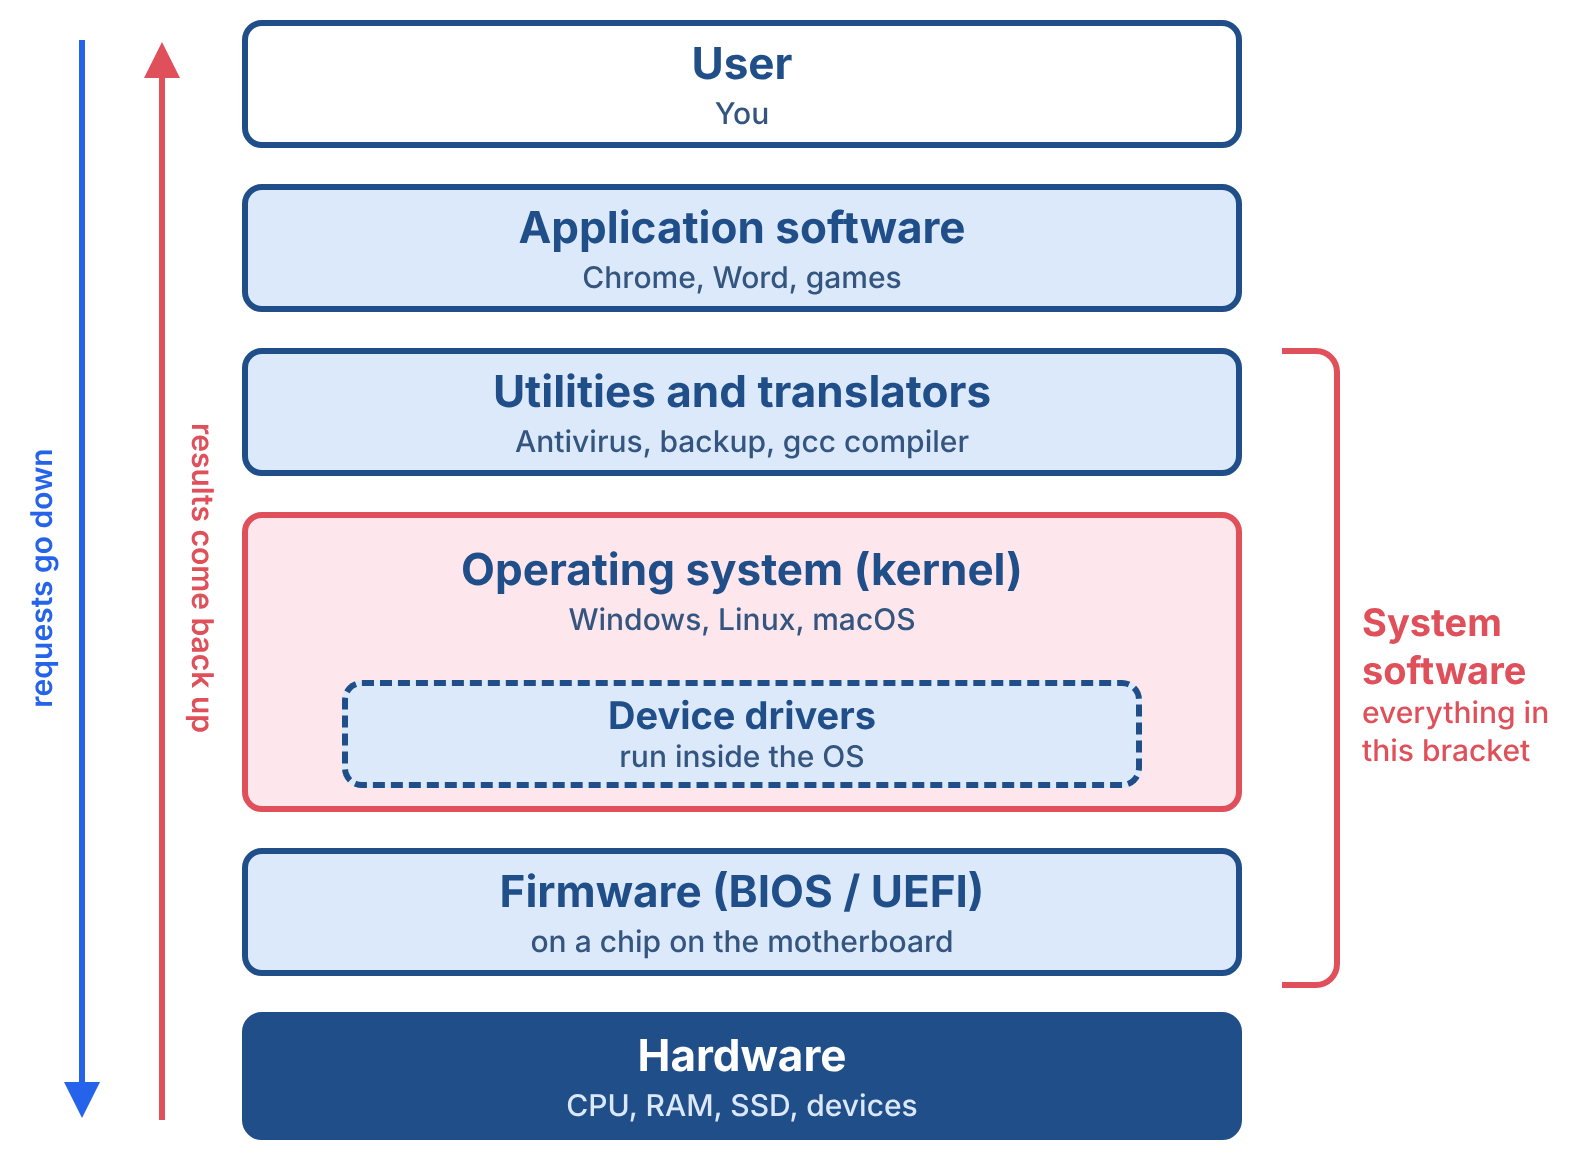 User
You
Application software
Chrome, Word, games
Utilities and translators
Antivirus, backup, gcc compiler
Operating system (kernel)
Windows, Linux, macOS
Device drivers
run inside the OS
Firmware (BIOS / UEFI)
on a chip on the motherboard
Hardware
CPU, RAM, SSD, devices
requests go down
results come back up
System
software
everything in
this bracket